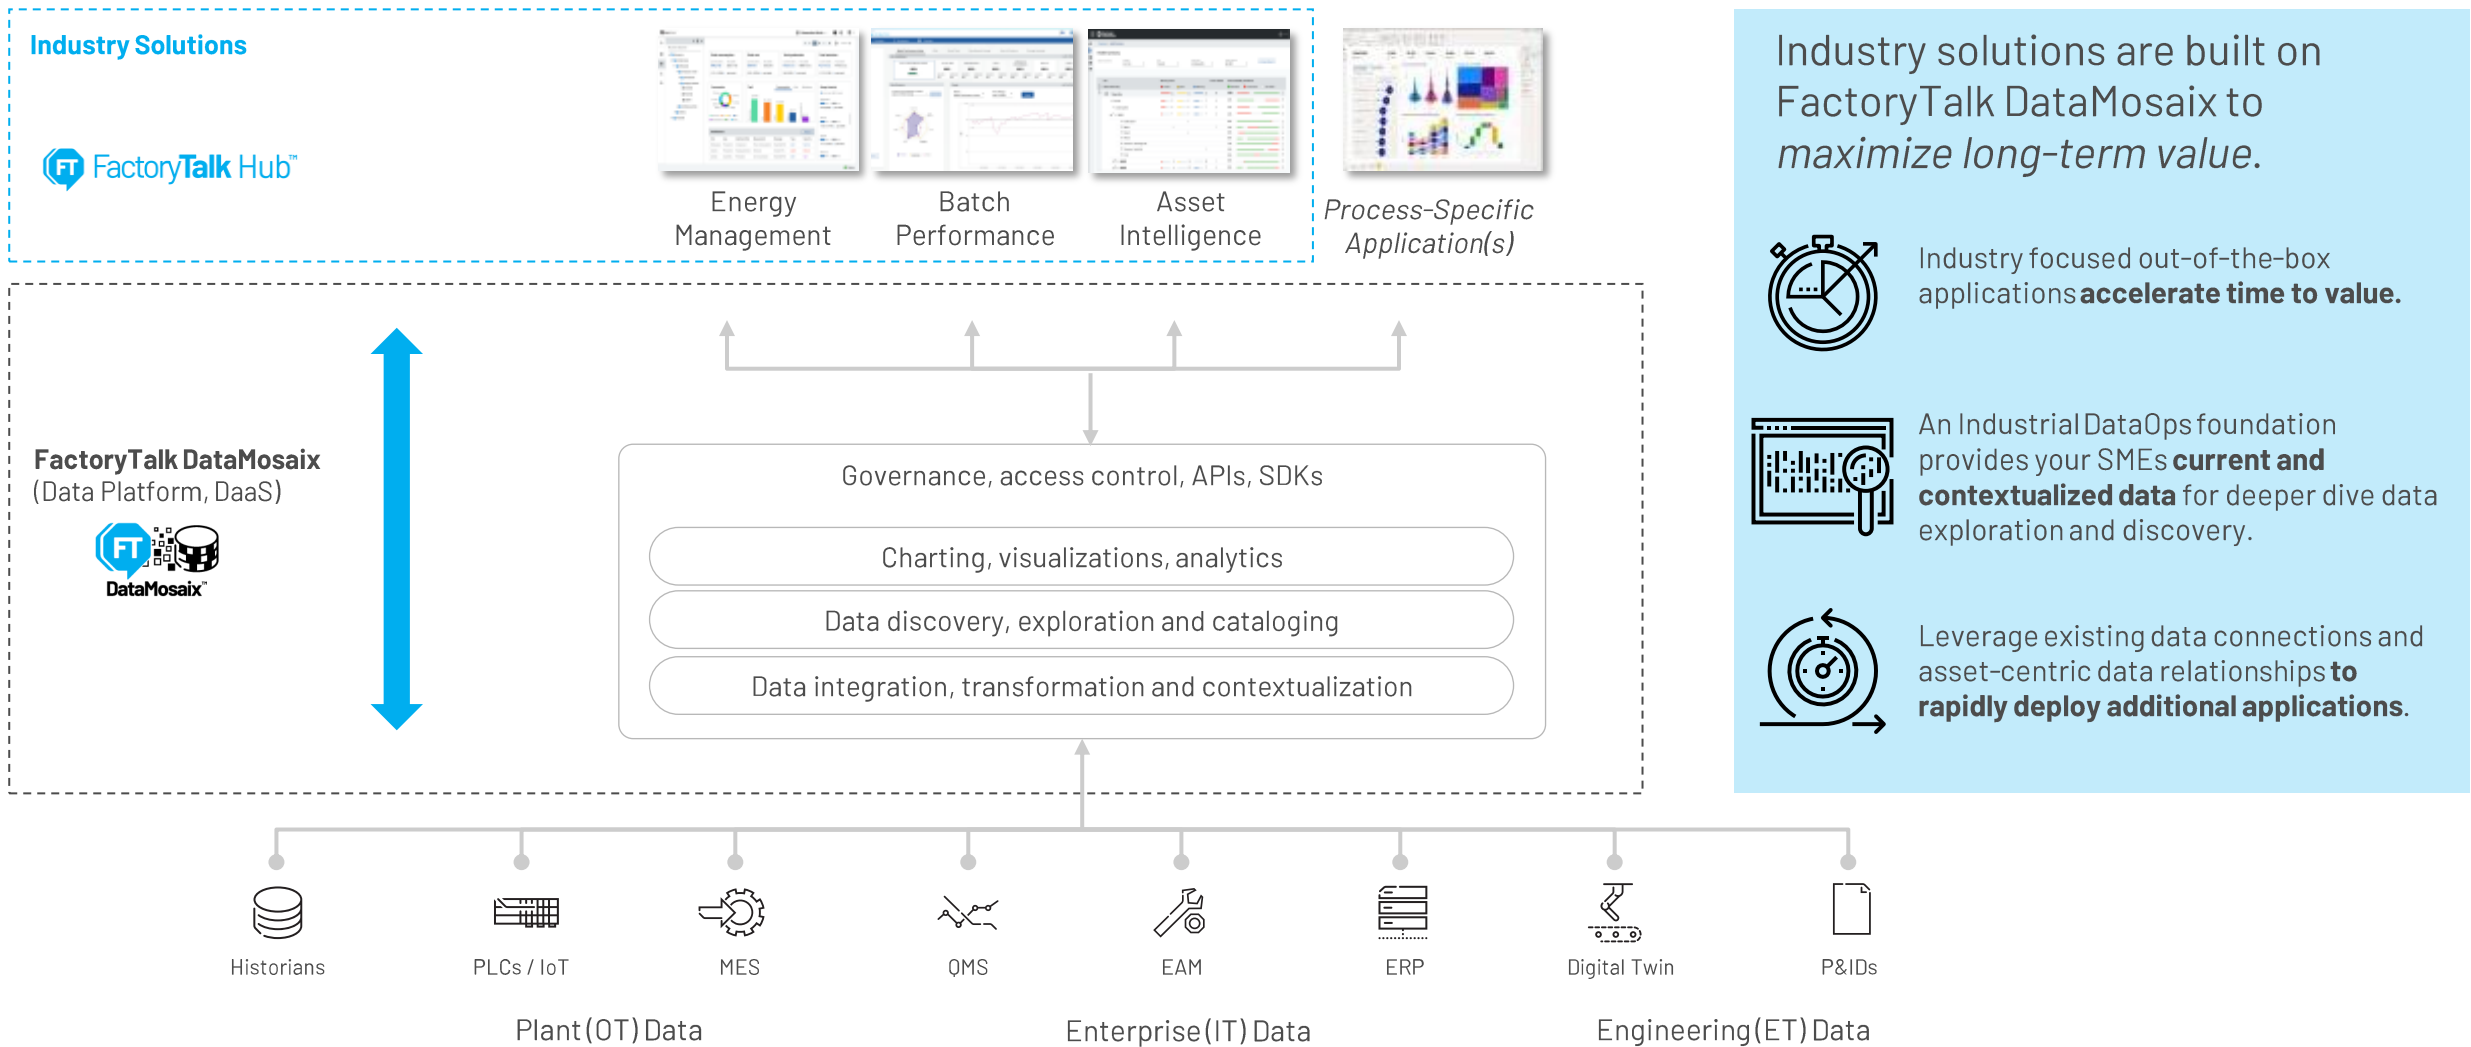 Industry Solutions
FT FactoryTalk Hub™
Energy
Management
Batch
Performance
Asset
Intelligence
Process-Specific
Application(s)
FactoryTalk DataMosaix
(Data Platform, DaaS)
FT
DataMosaix™
Governance, access control, APIs, SDKs
Charting, visualizations, analytics
Data discovery, exploration and cataloging
Data integration, transformation and contextualization
Historians
PLCs / IoT
MES
QMS
EAM
ERP
Digital Twin
P&IDs
Plant (OT) Data
Enterprise (IT) Data
Engineering (ET) Data
Industry solutions are built on
FactoryTalk DataMosaix to
maximize long-term value.
Industry focused out-of-the-box
applications accelerate time to value.
An Industrial DataOps foundation
provides your SMEs current and
contextualized data for deeper dive data
exploration and discovery.
Leverage existing data connections and
asset-centric data relationships to
rapidly deploy additional applications.